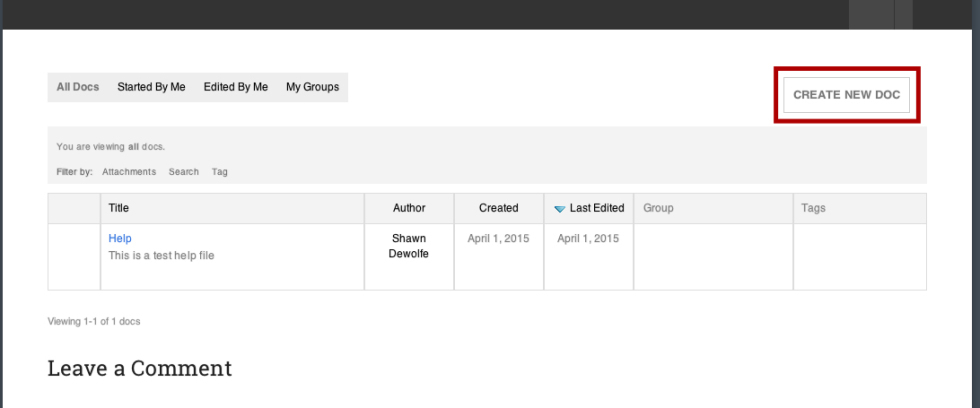 All Docs Started By Me Edited By Me My Groups
CREATE NEW DOC
You are viewing all docs.
Filter by: Attachments Search Tag
Title Author Created Last Edited Group Tags
Help Shawn April 1, 2015 April 1, 2015
This is a test help file Dewolfe
Viewing 1-1 of 1 docs
Leave a Comment